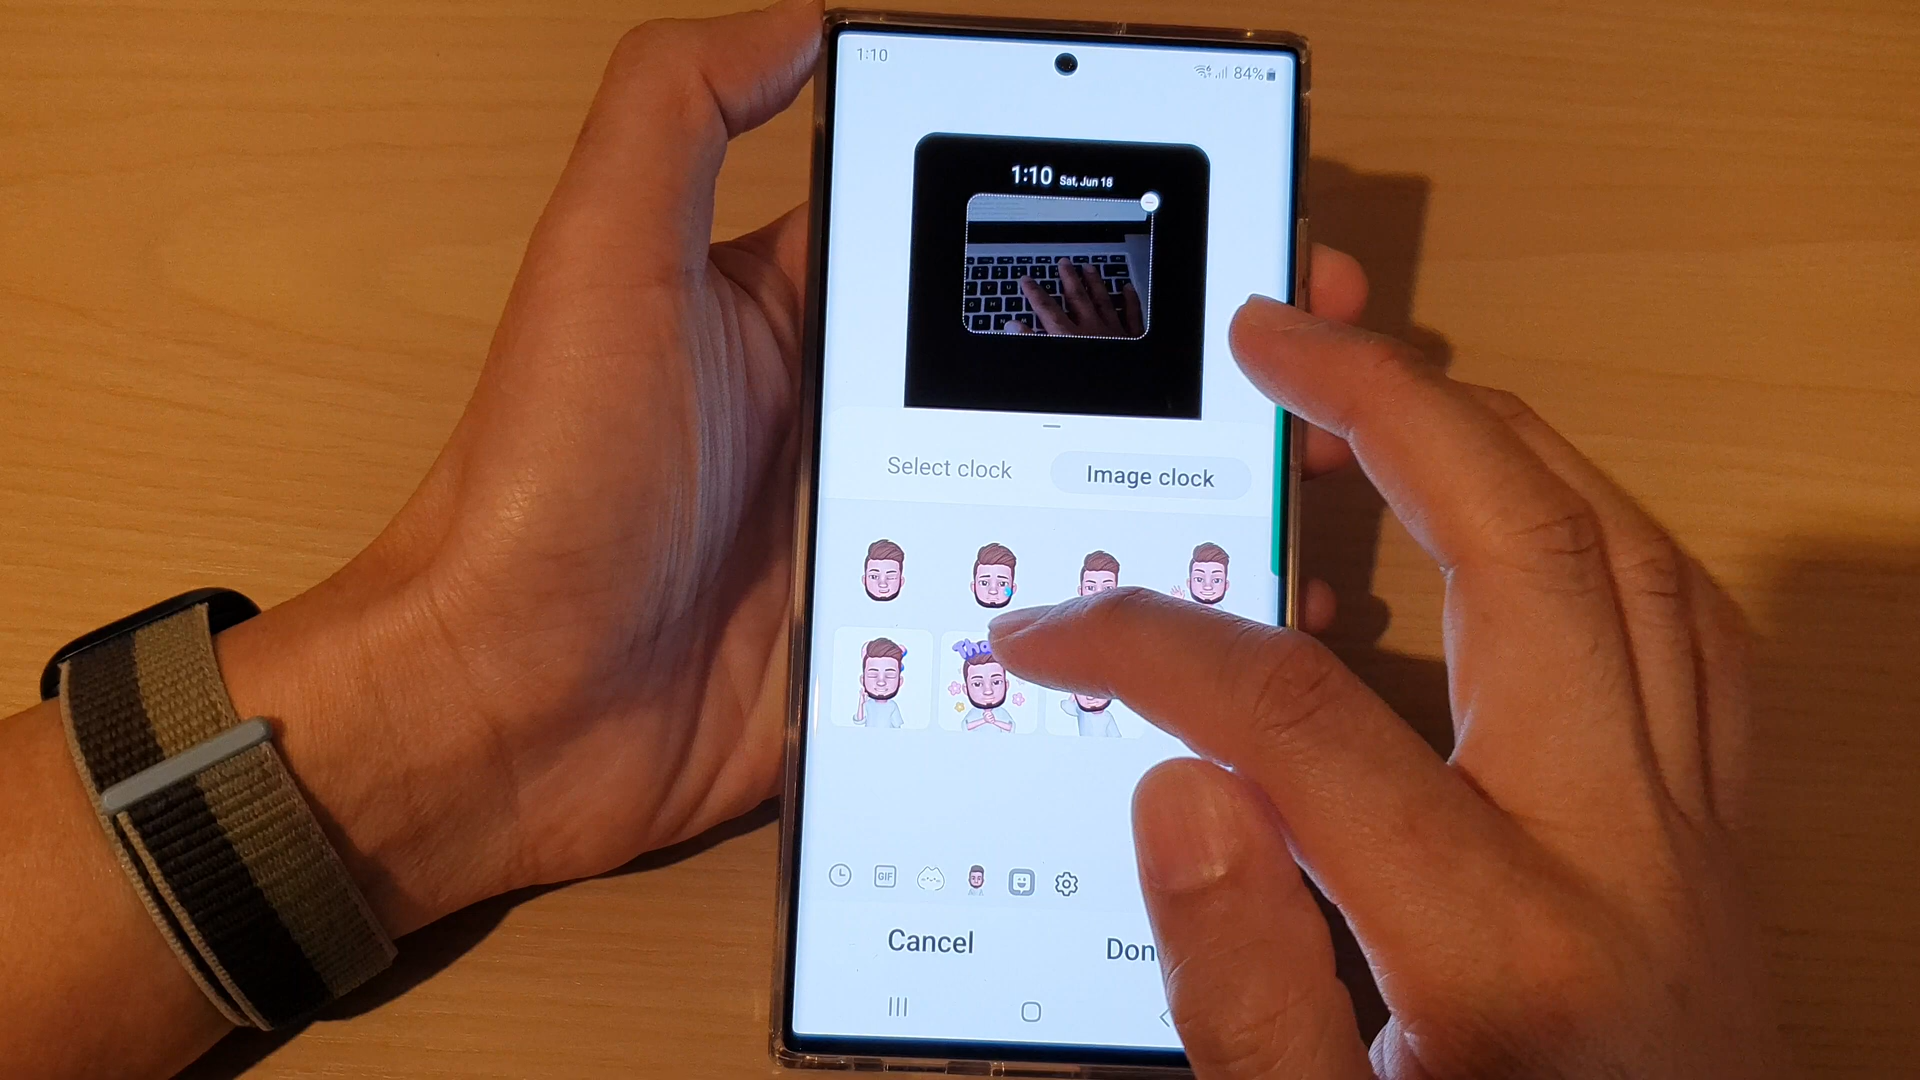 1:10
84%
1:10 Sat, Jun 18
Select clock
Image clock
GIF
Cancel
Don